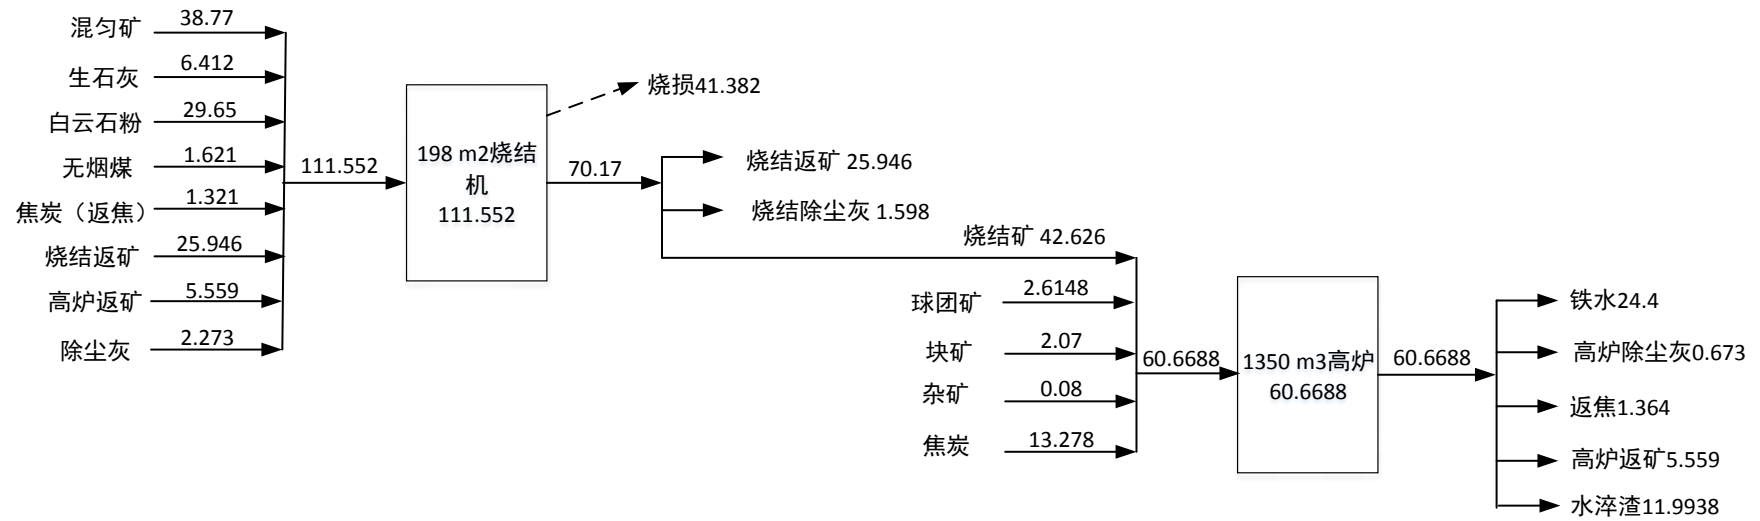 混匀矿 38.77
生石灰 6.412
白云石粉 29.65
无烟煤 1.621
焦炭（返焦） 1.321
烧结返矿 25.946
高炉返矿 5.559
除尘灰 2.273
111.552
198 m2烧结
机
111.552
烧损41.382
70.17
烧结返矿 25.946
烧结除尘灰 1.598
烧结矿 42.626
球团矿 2.6148
块矿 2.07
杂矿 0.08
焦炭 13.278
60.6688
1350 m3高炉
60.6688
60.6688
铁水24.4
高炉除尘灰0.673
返焦1.364
高炉返矿5.559
水淬渣11.9938